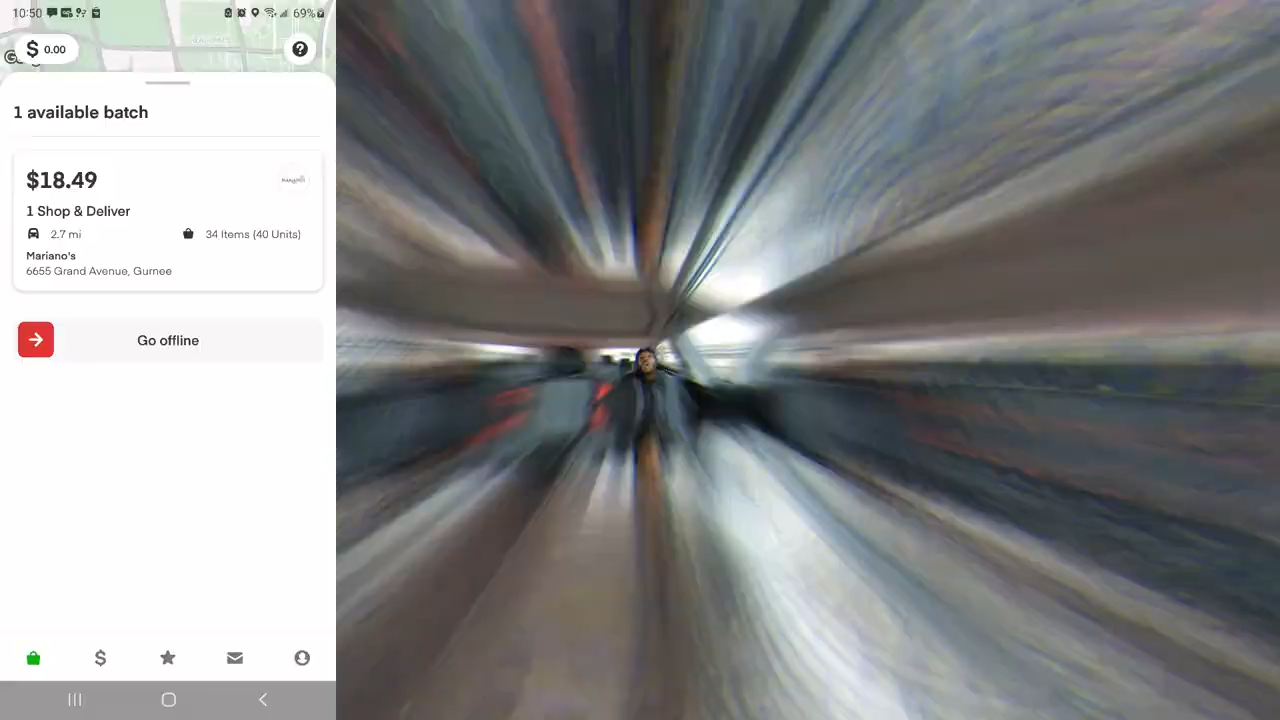 10:50
69%
$ 0.00
1 available batch
$18.49
1 Shop & Deliver
2.7 mi
34 Items (40 Units)
Mariano's
6655 Grand Avenue, Gurnee
Go offline